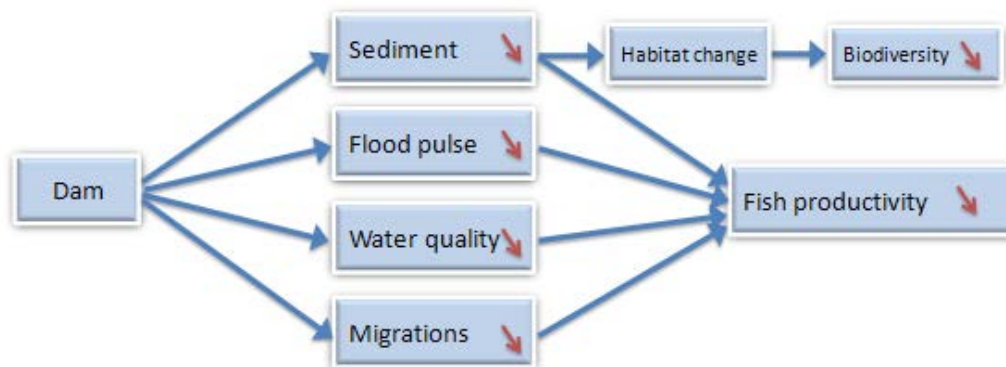 Sediment
Habitat change
Biodiversity
Flood pulse
Dam
Fish productivity
Water quality
Migrations